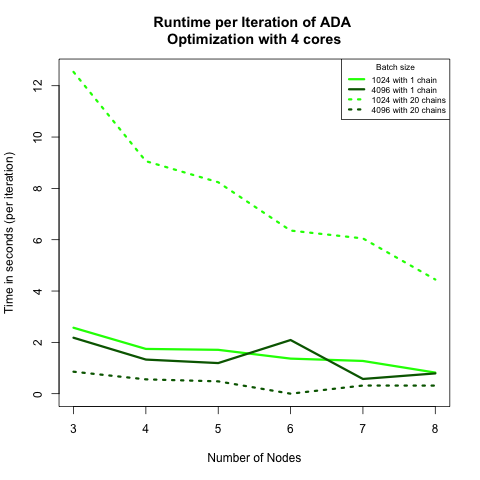 Runtime per Iteration of ADA
Optimization with 4 cores
Batch size
1024 with 1 chain
4096 with 1 chain
1024 with 20 chains
4096 with 20 chains
Time in seconds (per iteration)
12
10
8
6
4
2
0
3 4 5 6 7 8
Number of Nodes